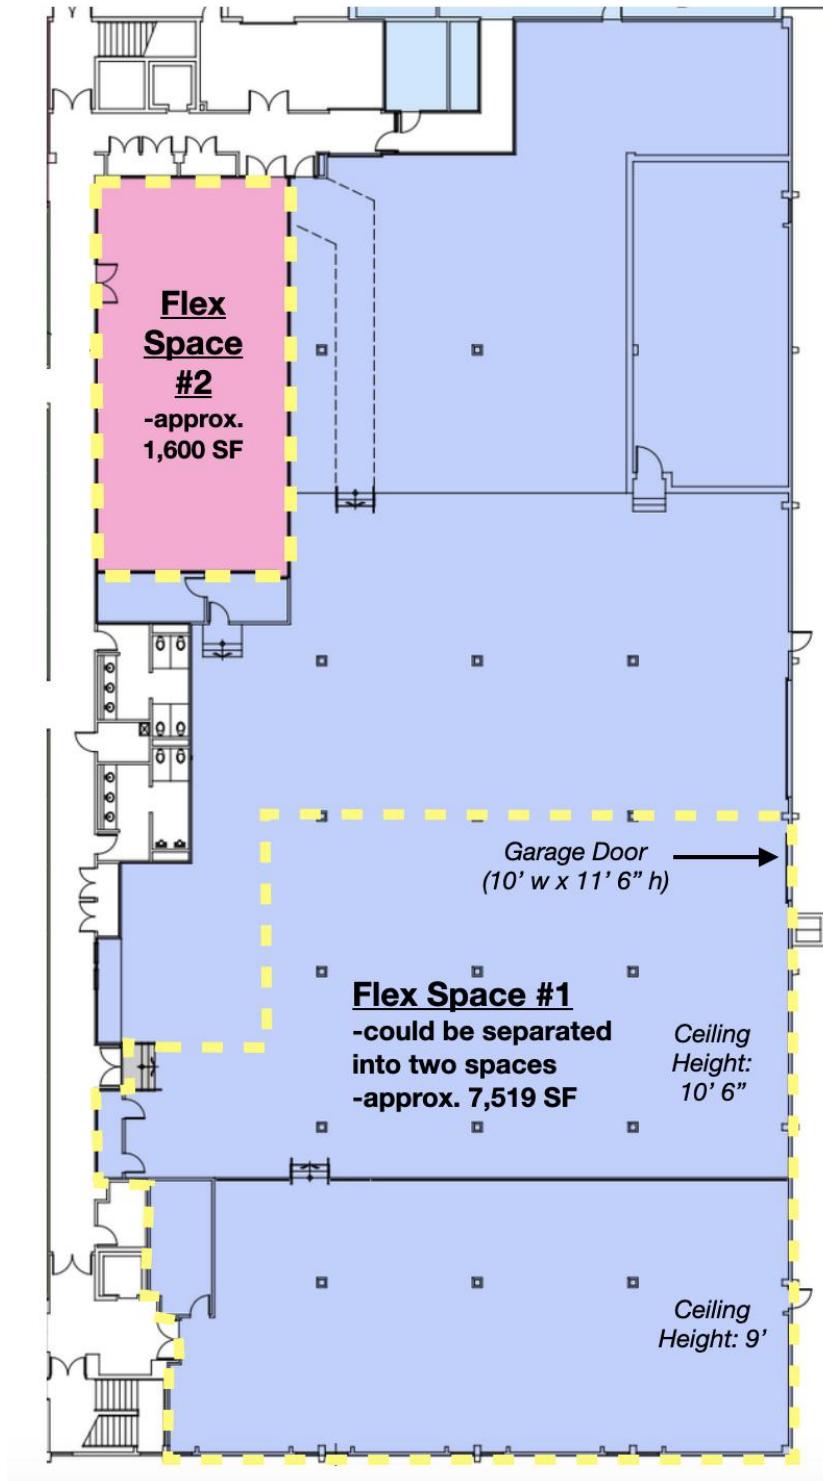 Flex
Space
#2
-approx.
1,600 SF
Garage Door
(10’ w x 11’ 6” h)
Flex Space #1
-could be separated
into two spaces
-approx. 7,519 SF
Ceiling
Height:
10’ 6”
Ceiling
Height: 9’